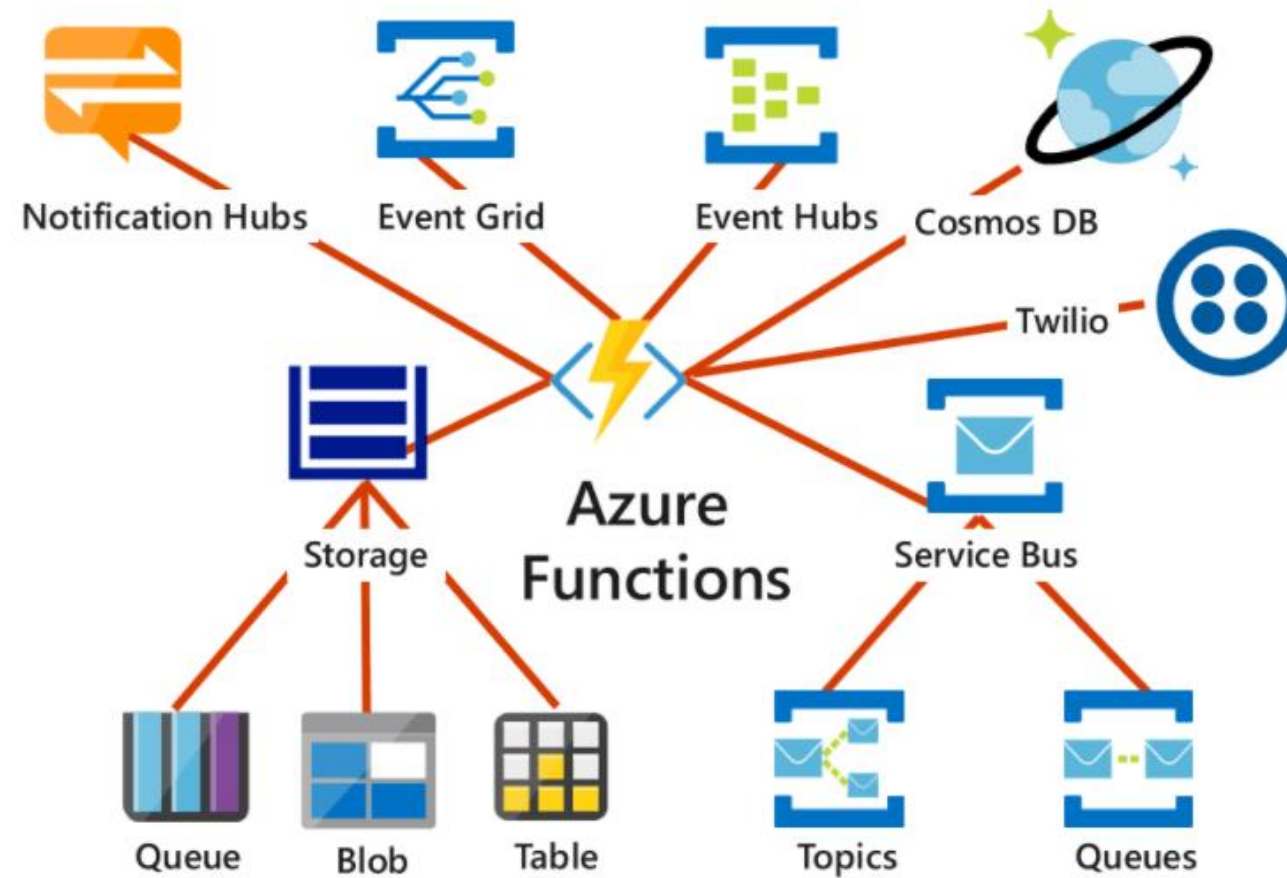 Notification Hubs
Event Grid
Event Hubs
Cosmos DB
Twilio
Azure
Functions
Storage
Service Bus
Queue
Blob
Table
Topics
Queues